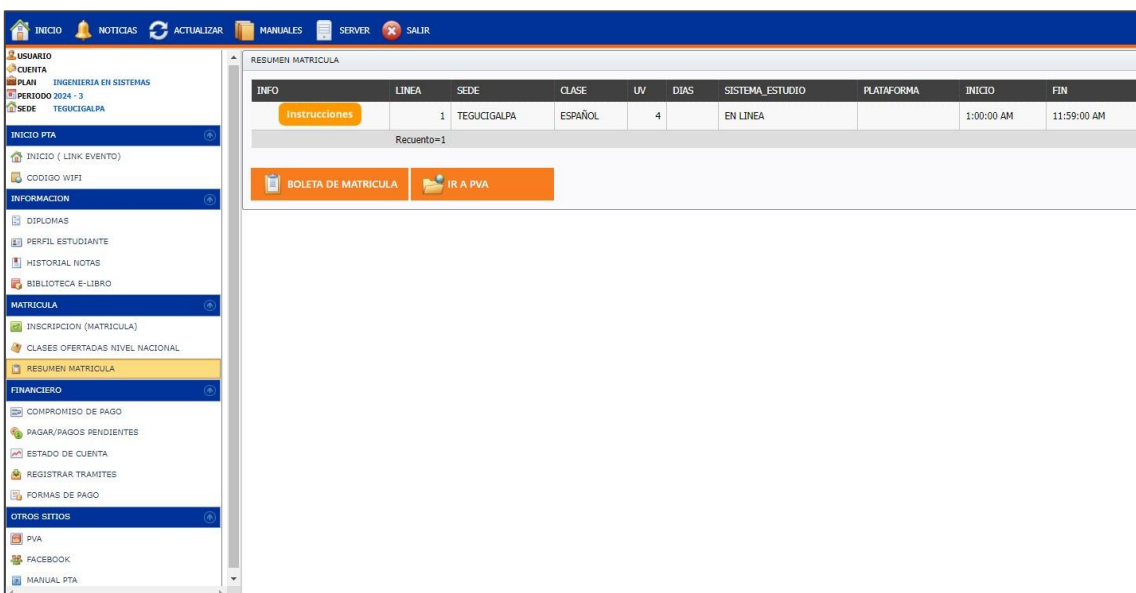 INICIO NOTICIAS ACTUALIZAR MANUALES SERVER SALIR
USUARIO
CUENTA
PLAN INGENIERIA EN SISTEMAS
PERIODO 2024 - 3
SEDE TEGUCIGALPA
INICIO PTA
INICIO ( LINK EVENTO)
CODIGO WIFI
INFORMACION
DIPLOMAS
PERFIL ESTUDIANTE
HISTORIAL NOTAS
BIBLIOTECA E-LIBRO
MATRICULA
INSCRIPCION (MATRICULA)
CLASES OFERTADAS NIVEL NACIONAL
RESUMEN MATRICULA
FINANCIERO
COMPROMISO DE PAGO
PAGAR/PAGOS PENDIENTES
ESTADO DE CUENTA
REGISTRAR TRAMITES
FORMAS DE PAGO
OTROS SITIOS
PVA
FACEBOOK
MANUAL PTA
RESUMEN MATRICULA
INFO LINEA SEDE CLASE UV DIAS SISTEMA_ESTUDIO PLATAFORMA INICIO FIN
Instrucciones 1 TEGUCIGALPA ESPAÑOL 4 EN LINEA 1:00:00 AM 11:59:00 AM
Recuento=1
BOLETA DE MATRICULA IR A PVA